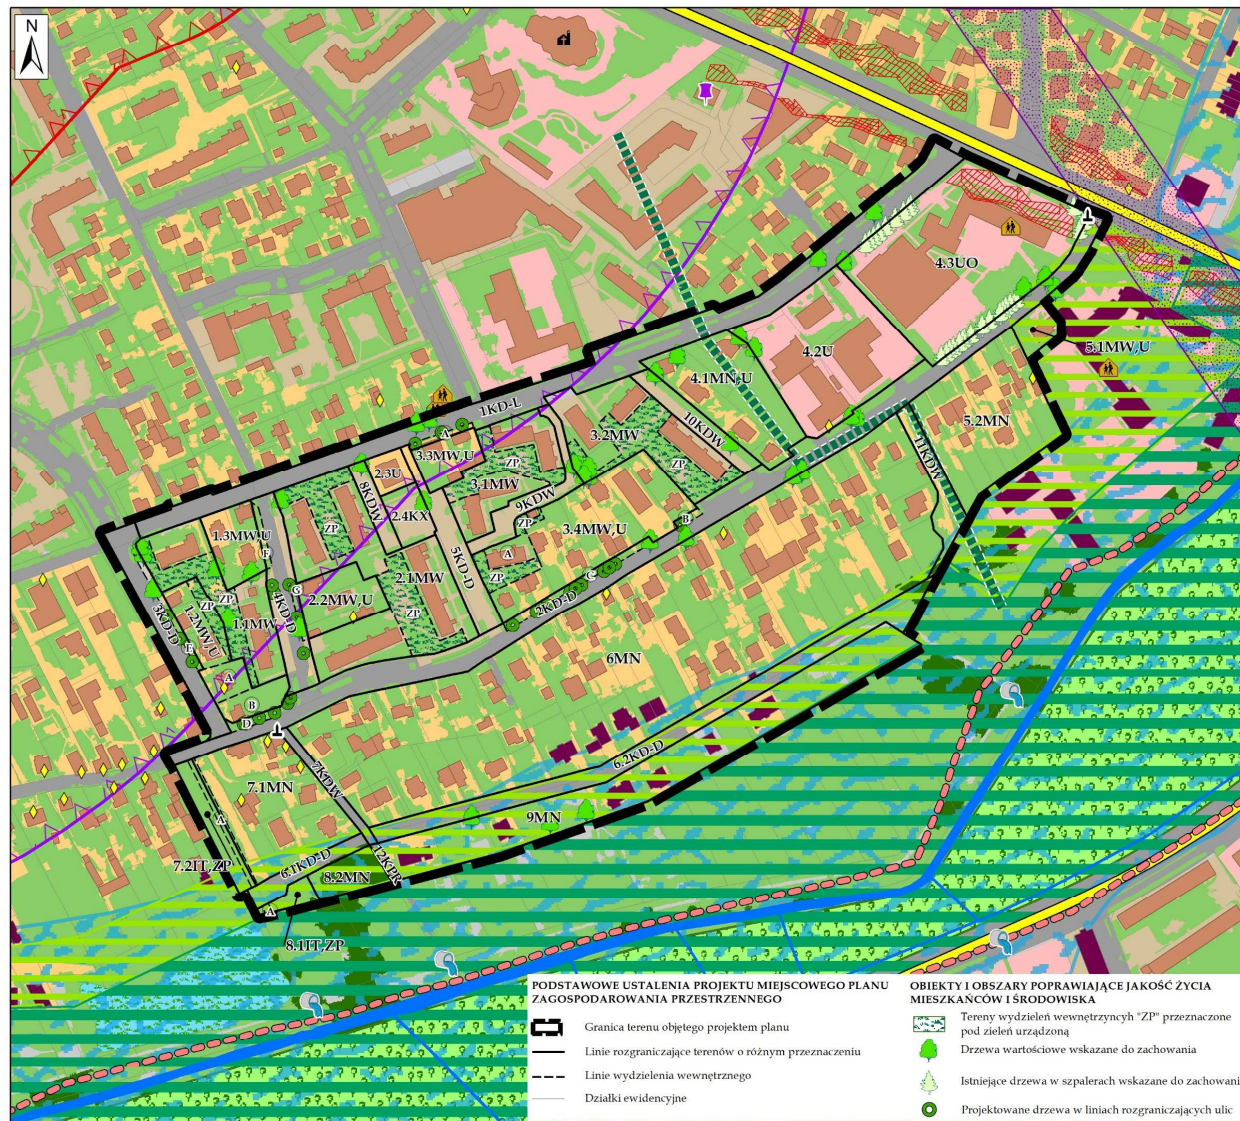 N
4.3UO
5.1MW,U
4.2U
4.1MN,U
5.2MN
1KD-L
A
3.2MW
10KDW
11KDW
3.3MW,U
2.3U
ZP
3.1MW
ZP
8KDW
2.4KX
9KDW
ZP
3.4MW,U
B
1.3MW,U
F
ZP
5KD-D
A
ZP
C
2KD-D
2.1MW
ZP
G
2.2MW,U
4KD-D
3KD-D
ZP
ZP
1.2MW,U
1.1MW
E
A
B
D
6MN
7KDW
7.1MN
A
6.2KD-D
9MN
7.2IT,ZP
6.1KD-D
12KPR
8.2MN
A
8.1IT,ZP
PODSTAWOWE USTALENIA PROJEKTU MIEJSCOWEGO PLANU
ZAGOSPODAROWANIA PRZESTRZENNEGO
Granica terenu objętego projektem planu
Linie rozgraniczające terenów o różnym przeznaczeniu
Linie wydzielenia wewnętrznego
Działki ewidencyjne
OBIEKTY I OBSZARY POPRAWIAJĄCE JAKOŚĆ ŻYCIA
MIESZKAŃCÓW I ŚRODOWISKA
Tereny wydzieleń wewnętrzyncyh "ZP" przeznaczone
pod zieleń urządzoną
Drzewa wartościowe wskazane do zachowania
Istniejące drzewa w szpalerach wskazane do zachowani
Projektowane drzewa w liniach rozgraniczających ulic